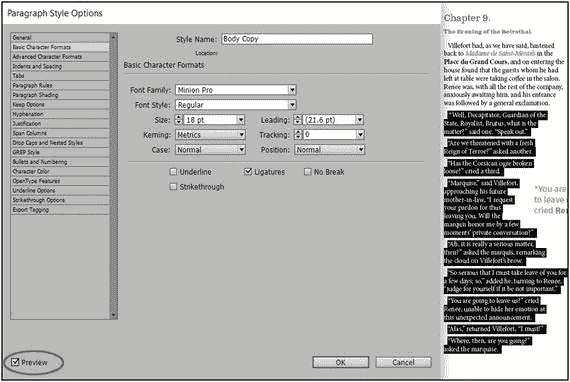 Paragraph Style Options
General
Basic Character Formats
Advanced Character Formats
Indents and Spacing
Tabs
Paragraph Rules
Paragraph Shading
Keep Options
Hyphenation
Justification
Span Columns
Drop Caps and Nested Styles
GREP Style
Bullets and Numbering
Character Color
OpenType Features
Underline Options
Strikethrough Options
Export Tagging
Style Name: Body Copy
Location:
Basic Character Formats
Font Family: Minion Pro
Font Style: Regular
Size: 18 pt Leading: (21.6 pt)
Kerning: Metrics Tracking: 0
Case: Normal Position: Normal
Underline Ligatures No Break
Strikethrough
Preview
OK Cancel
Chapter 9.
The Evening of the Betrothal.
Villefort had, as we have said, hastened
back to Madame de Saint-Méran's in the
Place du Grand Cours, and on entering the
house found that the guests whom he had
left at table were taking coffee in the salon.
Renee was, with all the rest of the company,
anxiously awaiting him, and his entrance
was followed by a general exclamation.
"Well, Decapitator, Guardian of the
State, Royalist, Brutus, what is the
matter?" said one. "Speak out."
"Are we threatened with a fresh
Reign of Terror?" asked another.
"Has the Corsican ogre broken
loose?" cried a third.
"Marquise," said Villefort,
approaching his future
mother-in-law, "I request
your pardon for thus
leaving you. Will the
marquis honor me by a few
moments' private conversation?"
"You are
to leave
cried Ren
"Ah, it is really a serious matter,
then?" asked the marquis, remarking
the cloud on Villefort's brow.
"So serious that I must take leave of you for
a few days; so," added he, turning to Renee,
"judge for yourself if it be not important."
"You are going to leave us?" cried
Renee, unable to hide her emotion at
this unexpected announcement.
"Alas," returned Villefort, "I must!"
"Where, then, are you going?"
asked the marquise.